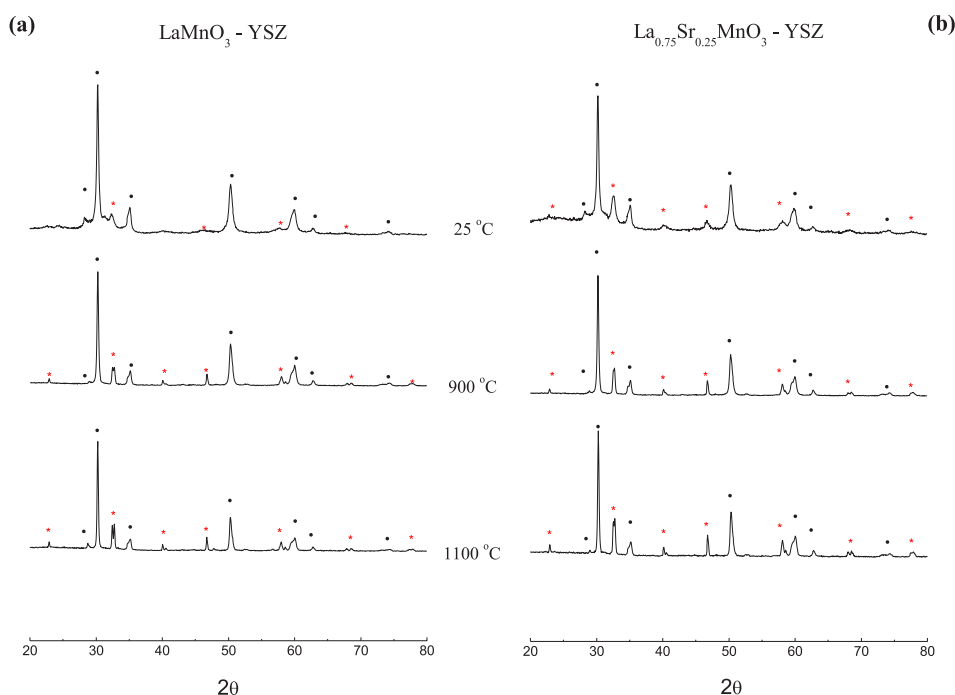 (a)
LaMnO₃ - YSZ
La₀.₇₅Sr₀.₂₅MnO₃ - YSZ
(b)
25 °C
900 °C
1100 °C
20 30 40 50 60 70 80
2θ
20 30 40 50 60 70 80
2θ